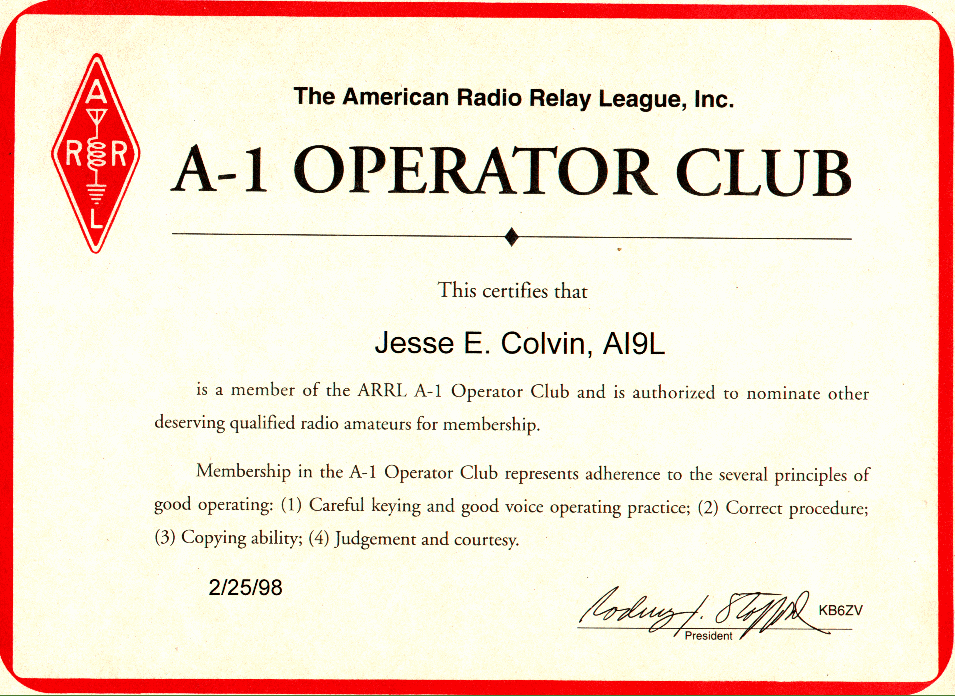 A
R R
L
The American Radio Relay League, Inc.
A-1 OPERATOR CLUB
This certifies that
Jesse E. Colvin, AI9L
is a member of the ARRL A-1 Operator Club and is authorized to nominate other
deserving qualified radio amateurs for membership.
Membership in the A-1 Operator Club represents adherence to the several principles of
good operating: (1) Careful keying and good voice operating practice; (2) Correct procedure;
(3) Copying ability; (4) Judgement and courtesy.
2/25/98
Rodney J. Stafford KB6ZV
President